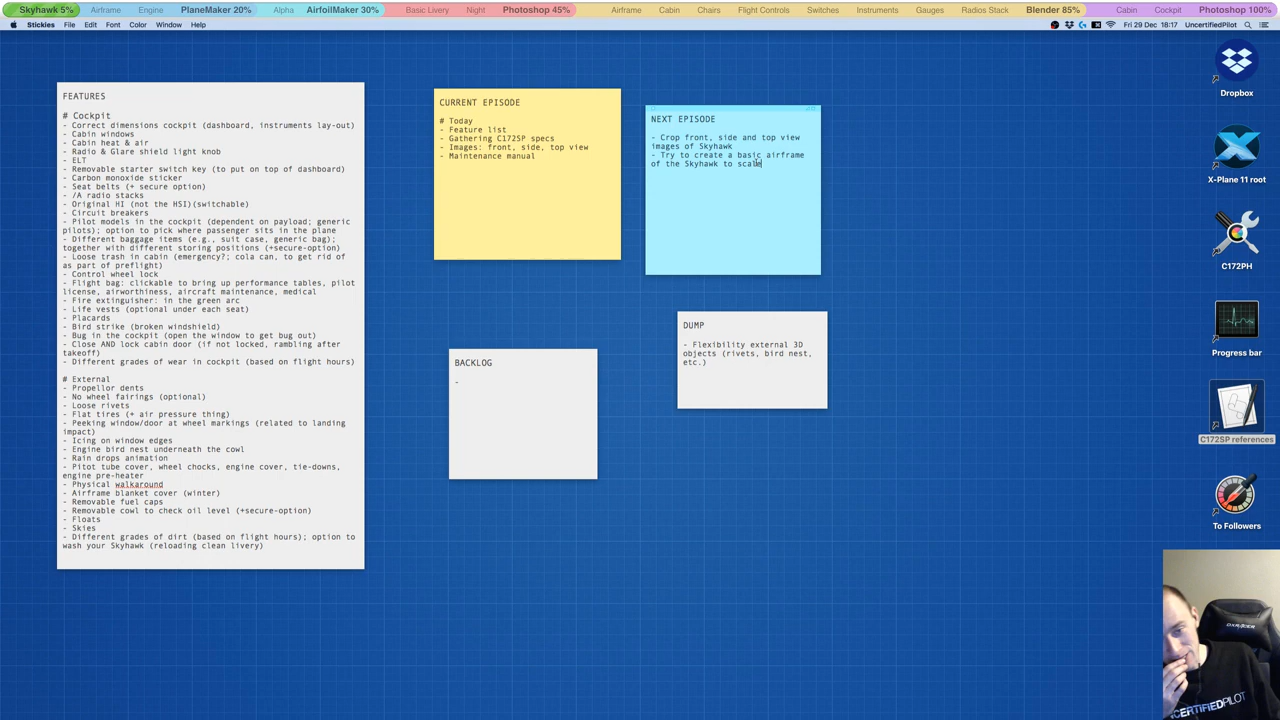 Skyhawk 5% Airframe Engine PlaneMaker 20% Alpha AirfoilMaker 30% Basic Livery Night Photoshop 45% Airframe Cabin Chairs Flight Controls Switches Instruments Gauges Radios Stack Blender 85% Cabin Cockpit Photoshop 100%
Stickies File Edit Font Color Window Help Fri 29 Dec 18:17 UncertifiedPilot
FEATURES
# Cockpit
- Correct dimensions cockpit (dashboard, instruments lay-out)
- Cabin windows
- Cabin heat & air
- Radio & Glare shield light knob
- ELT
- Removable starter switch key (to put on top of dashboard)
- Carbon monoxide sticker
- Seat belts (+ secure option)
- /A radio stacks
- Original HI (not the HSI)(switchable)
- Circuit breakers
- Pilot models in the cockpit (dependent on payload; generic
pilots); option to pick where passenger sits in the plane
- Different baggage items (e.g., suit case, generic bag);
together with different storing positions (+secure-option)
- Loose trash in cabin (emergency?; cola can, to get rid of
as part of preflight)
- Control wheel lock
- Flight bag: clickable to bring up performance tables, pilot
license, airworthiness, aircraft maintenance, medical
- Fire extinguisher: in the green arc
- Life vests (optional under each seat)
- Placards
- Bird strike (broken windshield)
- Bug in the cockpit (open the window to get bug out)
- Close AND lock cabin door (if not locked, rambling after
takeoff)
- Different grades of wear in cockpit (based on flight hours)
# External
- Propellor dents
- No wheel fairings (optional)
- Loose rivets
- Flat tires (+ air pressure thing)
- Peeking window/door at wheel markings (related to landing
impact)
- Icing on window edges
- Engine bird nest underneath the cowl
- Rain drops animation
- Pitot tube cover, wheel chocks, engine cover, tie-downs,
engine pre-heater
- Physical walkaround
- Airframe blanket cover (winter)
- Removable fuel caps
- Removable cowl to check oil level (+secure-option)
- Floats
- Skies
- Different grades of dirt (based on flight hours); option to
wash your Skyhawk (reloading clean livery)
CURRENT EPISODE
# Today
- Feature list
- Gathering C172SP specs
- Images: front, side, top view
- Maintenance manual
NEXT EPISODE
- Crop front, side and top view
images of Skyhawk
- Try to create a basic airframe
of the Skyhawk to scale
BACKLOG
-
DUMP
- Flexibility external 3D
objects (rivets, bird nest,
etc.)
Dropbox
X-Plane 11 root
C172PH
Progress bar
C172SP references
To Followers
DXRACER
CERTIFIEDPILOT